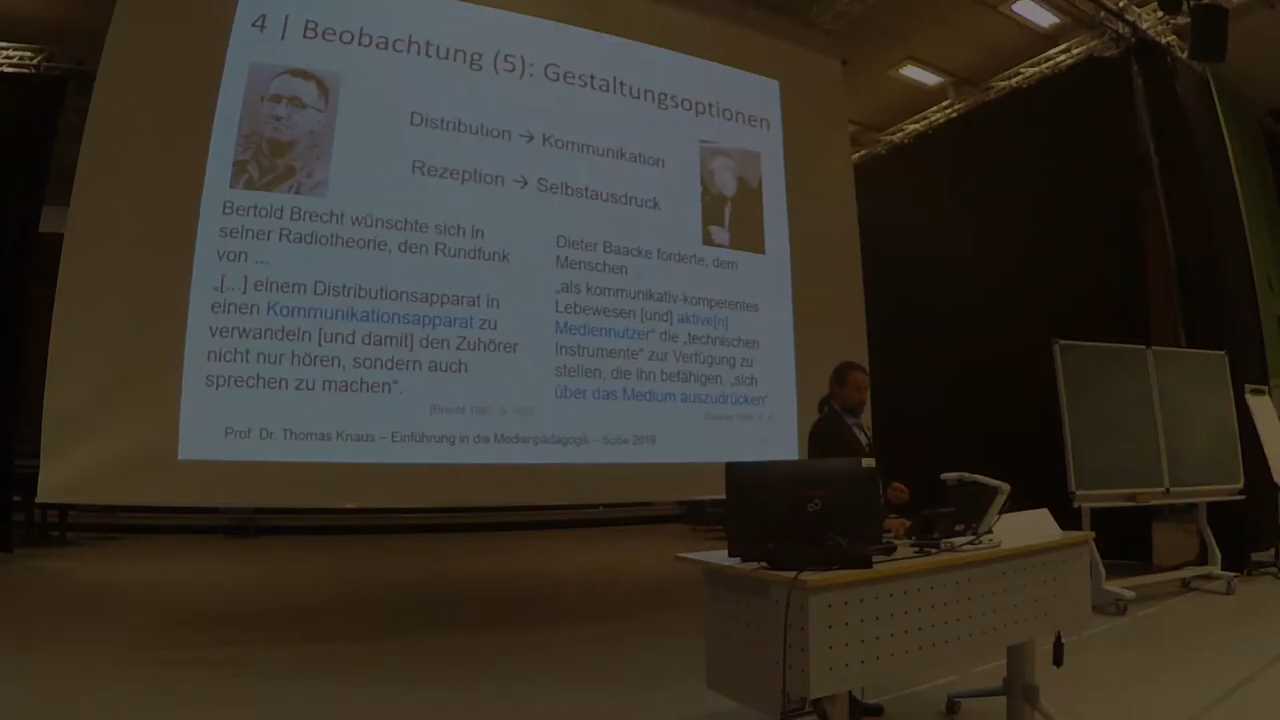 4 | Beobachtung (5): Gestaltungsoptionen
Distribution → Kommunikation
Rezeption → Selbstausdruck
Bertold Brecht wünschte sich in
seiner Radiotheorie, den Rundfunk
von ...
„[...] einem Distributionsapparat in
einen Kommunikationsapparat zu
verwandeln [und damit] den Zuhörer
nicht nur hören, sondern auch
sprechen zu machen“.
Dieter Baacke forderte, dem
Menschen
„als kommunikativ-kompetentes
Lebewesen [und] aktive[n]
Mediennutzer“ die „technischen
Instrumente“ zur Verfügung zu
stellen, die ihn befähigen, „sich
über das Medium auszudrücken“
Prof. Dr. Thomas Knaus – Einführung in die Medienpädagogik – SoSe 2019